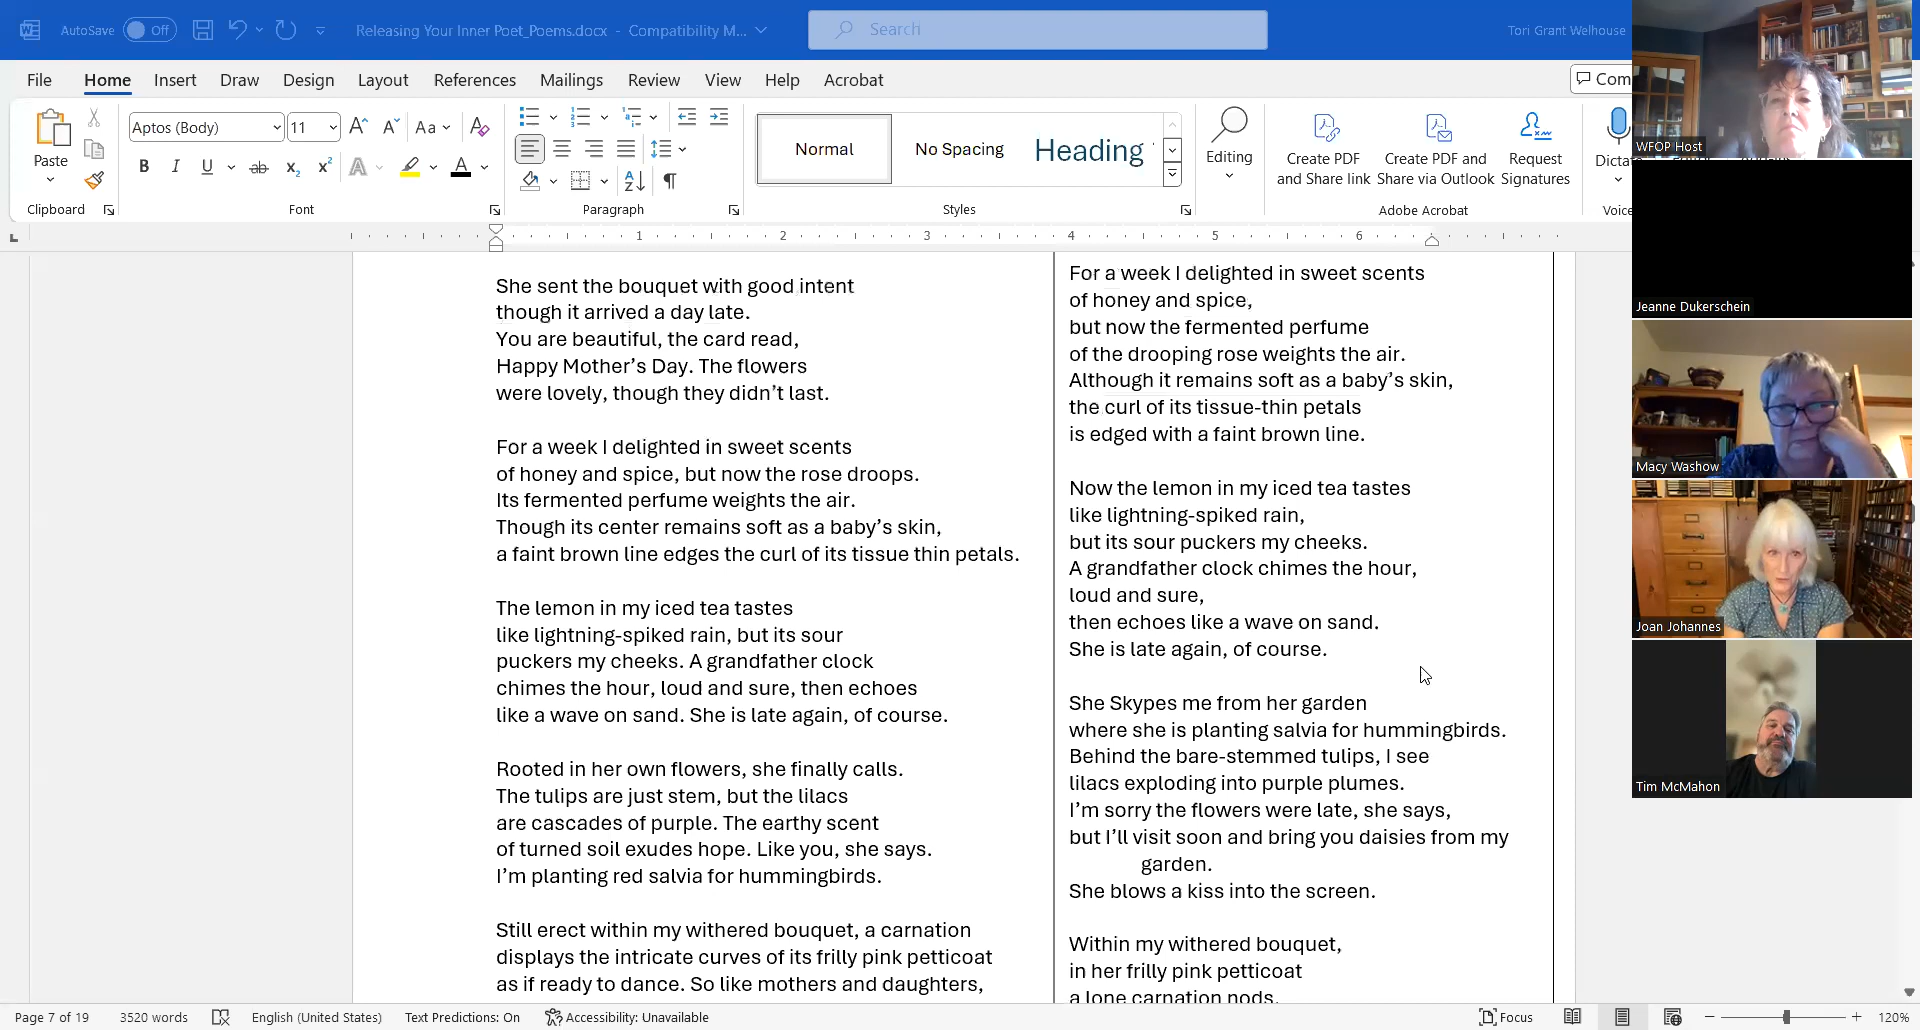 AutoSave Off Releasing Your Inner Poet_Poems.docx - Compatibility M... Search Tori Grant Welhouse
File Home Insert Draw Design Layout References Mailings Review View Help Acrobat Com
Aptos (Body) 11
Paste
Normal No Spacing Heading
Editing
Create PDF and Share link
Create PDF and Share via Outlook
Request Signatures
Dictat
Clipboard Font Paragraph Styles Adobe Acrobat Voice
1 2 3 4 5 6
She sent the bouquet with good intent
though it arrived a day late.
You are beautiful, the card read,
Happy Mother’s Day. The flowers
were lovely, though they didn’t last.
For a week I delighted in sweet scents
of honey and spice, but now the rose droops.
Its fermented perfume weights the air.
Though its center remains soft as a baby’s skin,
a faint brown line edges the curl of its tissue thin petals.
The lemon in my iced tea tastes
like lightning-spiked rain, but its sour
puckers my cheeks. A grandfather clock
chimes the hour, loud and sure, then echoes
like a wave on sand. She is late again, of course.
Rooted in her own flowers, she finally calls.
The tulips are just stem, but the lilacs
are cascades of purple. The earthy scent
of turned soil exudes hope. Like you, she says.
I’m planting red salvia for hummingbirds.
Still erect within my withered bouquet, a carnation
displays the intricate curves of its frilly pink petticoat
as if ready to dance. So like mothers and daughters,
For a week I delighted in sweet scents
of honey and spice,
but now the fermented perfume
of the drooping rose weights the air.
Although it remains soft as a baby’s skin,
the curl of its tissue-thin petals
is edged with a faint brown line.
Now the lemon in my iced tea tastes
like lightning-spiked rain,
but its sour puckers my cheeks.
A grandfather clock chimes the hour,
loud and sure,
then echoes like a wave on sand.
She is late again, of course.
She Skypes me from her garden
where she is planting salvia for hummingbirds.
Behind the bare-stemmed tulips, I see
lilacs exploding into purple plumes.
I’m sorry the flowers were late, she says,
but I’ll visit soon and bring you daisies from my
garden.
She blows a kiss into the screen.
Within my withered bouquet,
in her frilly pink petticoat
a lone carnation nods.
WFOP Host
Jeanne Dukerschein
Macy Washow
Joan Johannes
Tim McMahon
Page 7 of 19 3520 words English (United States) Text Predictions: On Accessibility: Unavailable Focus 120%